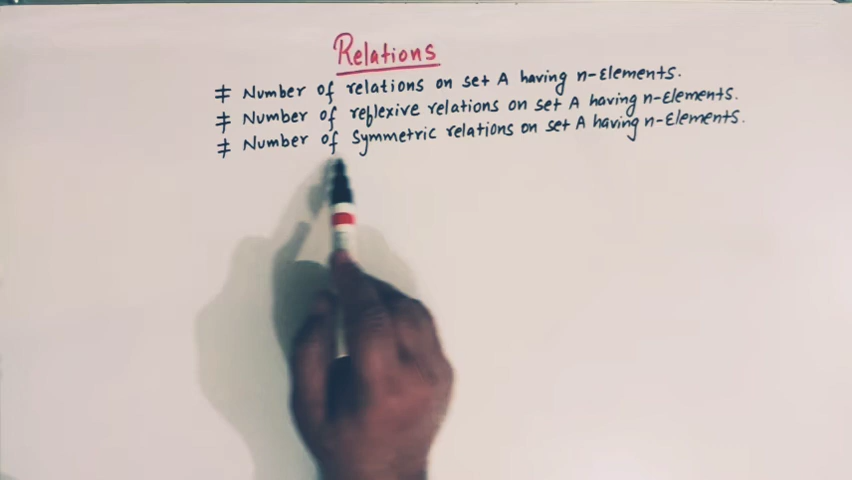 Relations
# Number of relations on set A having n-Elements.
# Number of reflexive relations on set A having n-Elements.
# Number of Symmetric relations on set A having n-Elements.